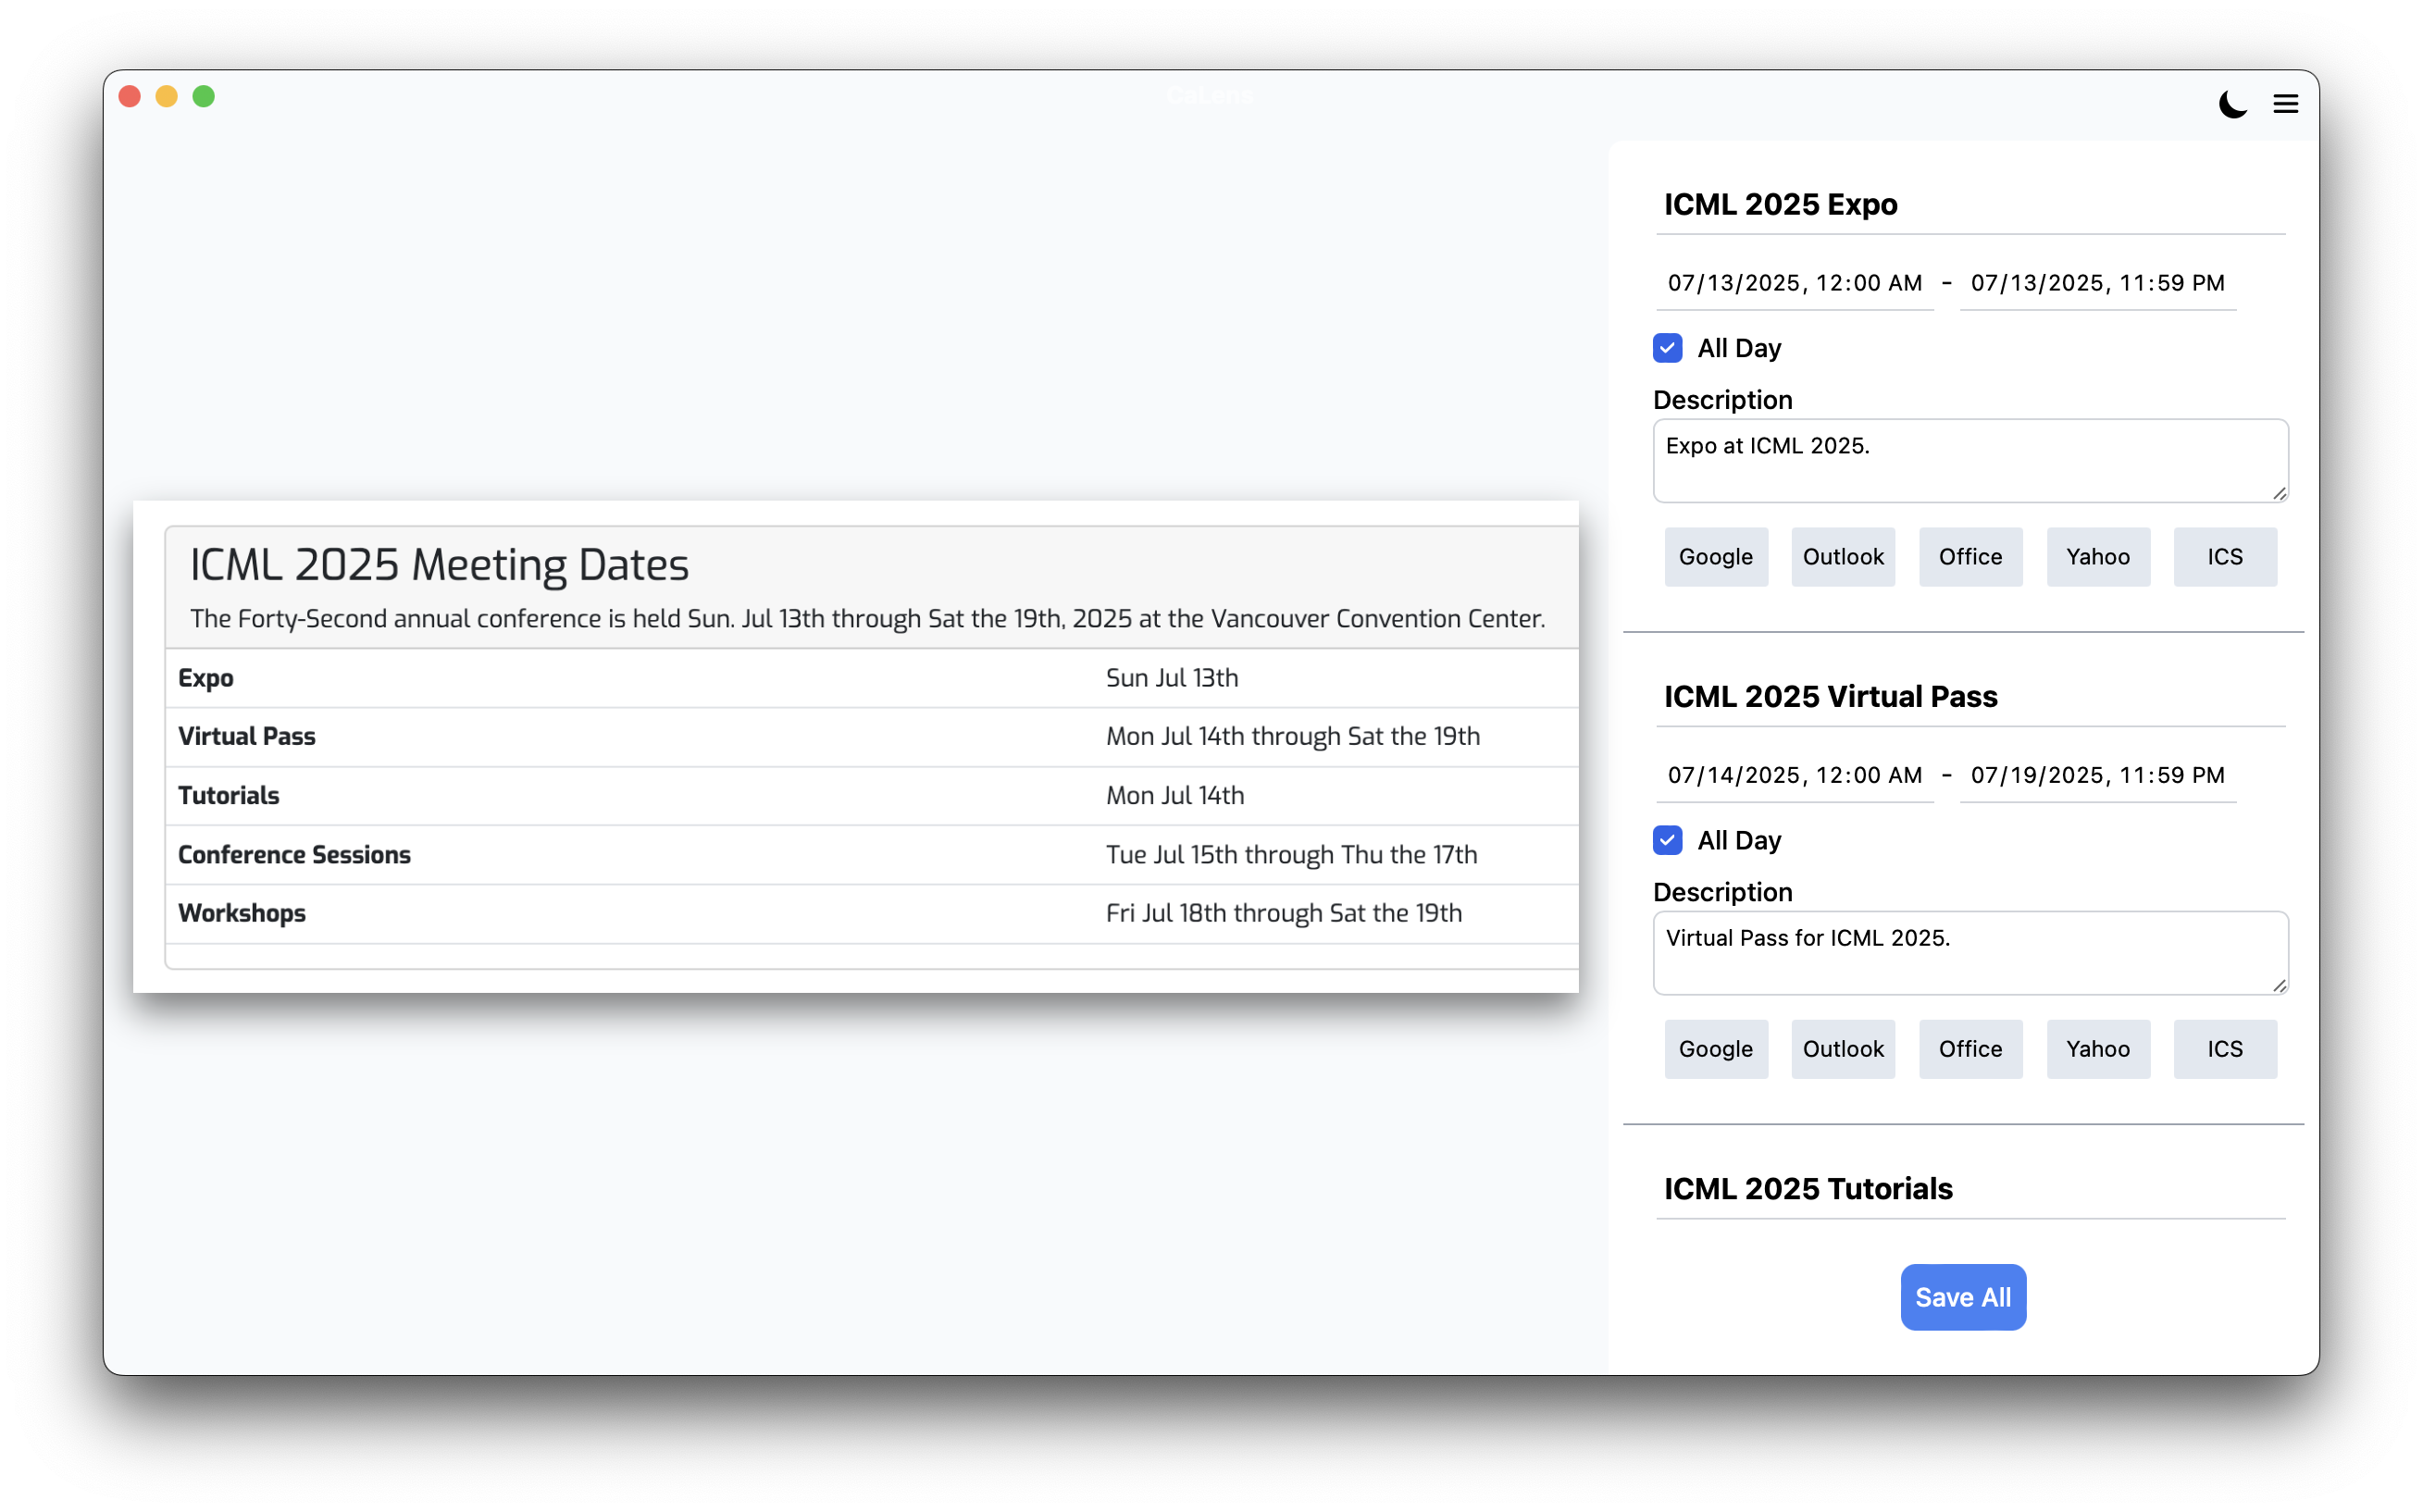 CaLens
ICML 2025 Meeting Dates
The Forty-Second annual conference is held Sun. Jul 13th through Sat the 19th, 2025 at the Vancouver Convention Center.
Expo Sun Jul 13th
Virtual Pass Mon Jul 14th through Sat the 19th
Tutorials Mon Jul 14th
Conference Sessions Tue Jul 15th through Thu the 17th
Workshops Fri Jul 18th through Sat the 19th
ICML 2025 Expo
07/13/2025, 12:00 AM - 07/13/2025, 11:59 PM
All Day
Description
Expo at ICML 2025.
Google Outlook Office Yahoo ICS
ICML 2025 Virtual Pass
07/14/2025, 12:00 AM - 07/19/2025, 11:59 PM
All Day
Description
Virtual Pass for ICML 2025.
Google Outlook Office Yahoo ICS
ICML 2025 Tutorials
Save All